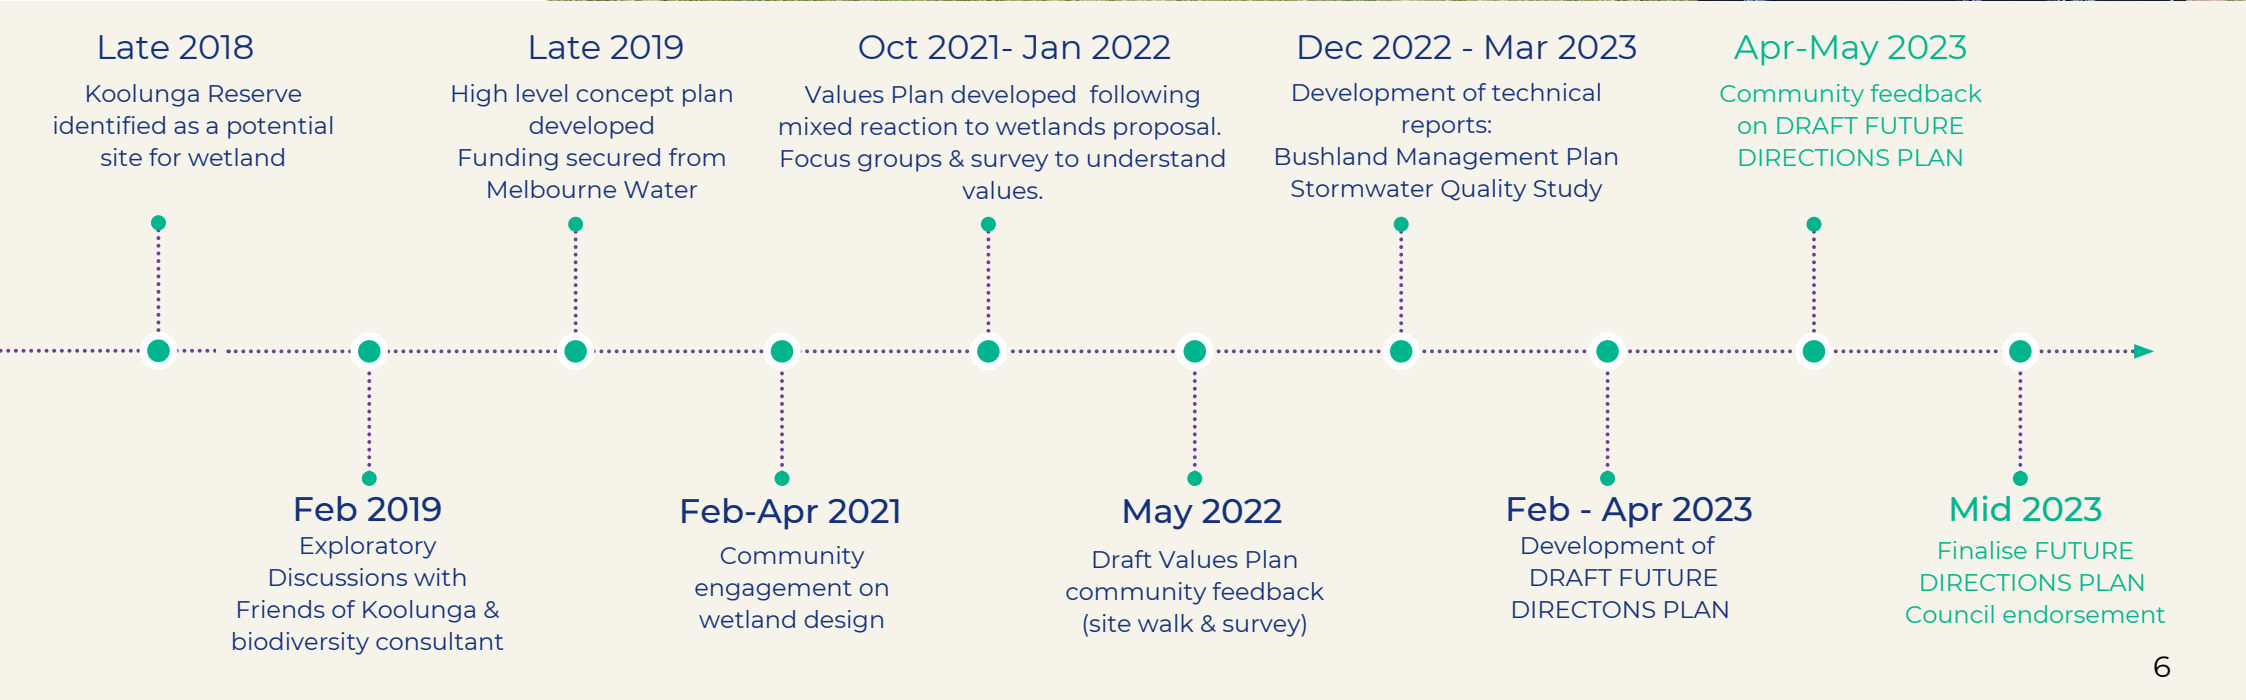 Late 2018
Koolunga Reserve
identified as a potential
site for wetland
Late 2019
High level concept plan
developed
Funding secured from
Melbourne Water
Oct 2021- Jan 2022
Values Plan developed  following
mixed reaction to wetlands proposal.
Focus groups & survey to understand
values.
Dec 2022 - Mar 2023
Development of technical
reports:
Bushland Management Plan
Stormwater Quality Study
Apr-May 2023
Community feedback
on DRAFT FUTURE
DIRECTIONS PLAN
Feb 2019
Exploratory
Discussions with
Friends of Koolunga &
biodiversity consultant
Feb-Apr 2021
Community
engagement on
wetland design
May 2022
Draft Values Plan
community feedback
(site walk & survey)
Feb - Apr 2023
Development of
DRAFT FUTURE
DIRECTONS PLAN
Mid 2023
Finalise FUTURE
DIRECTIONS PLAN
Council endorsement
6